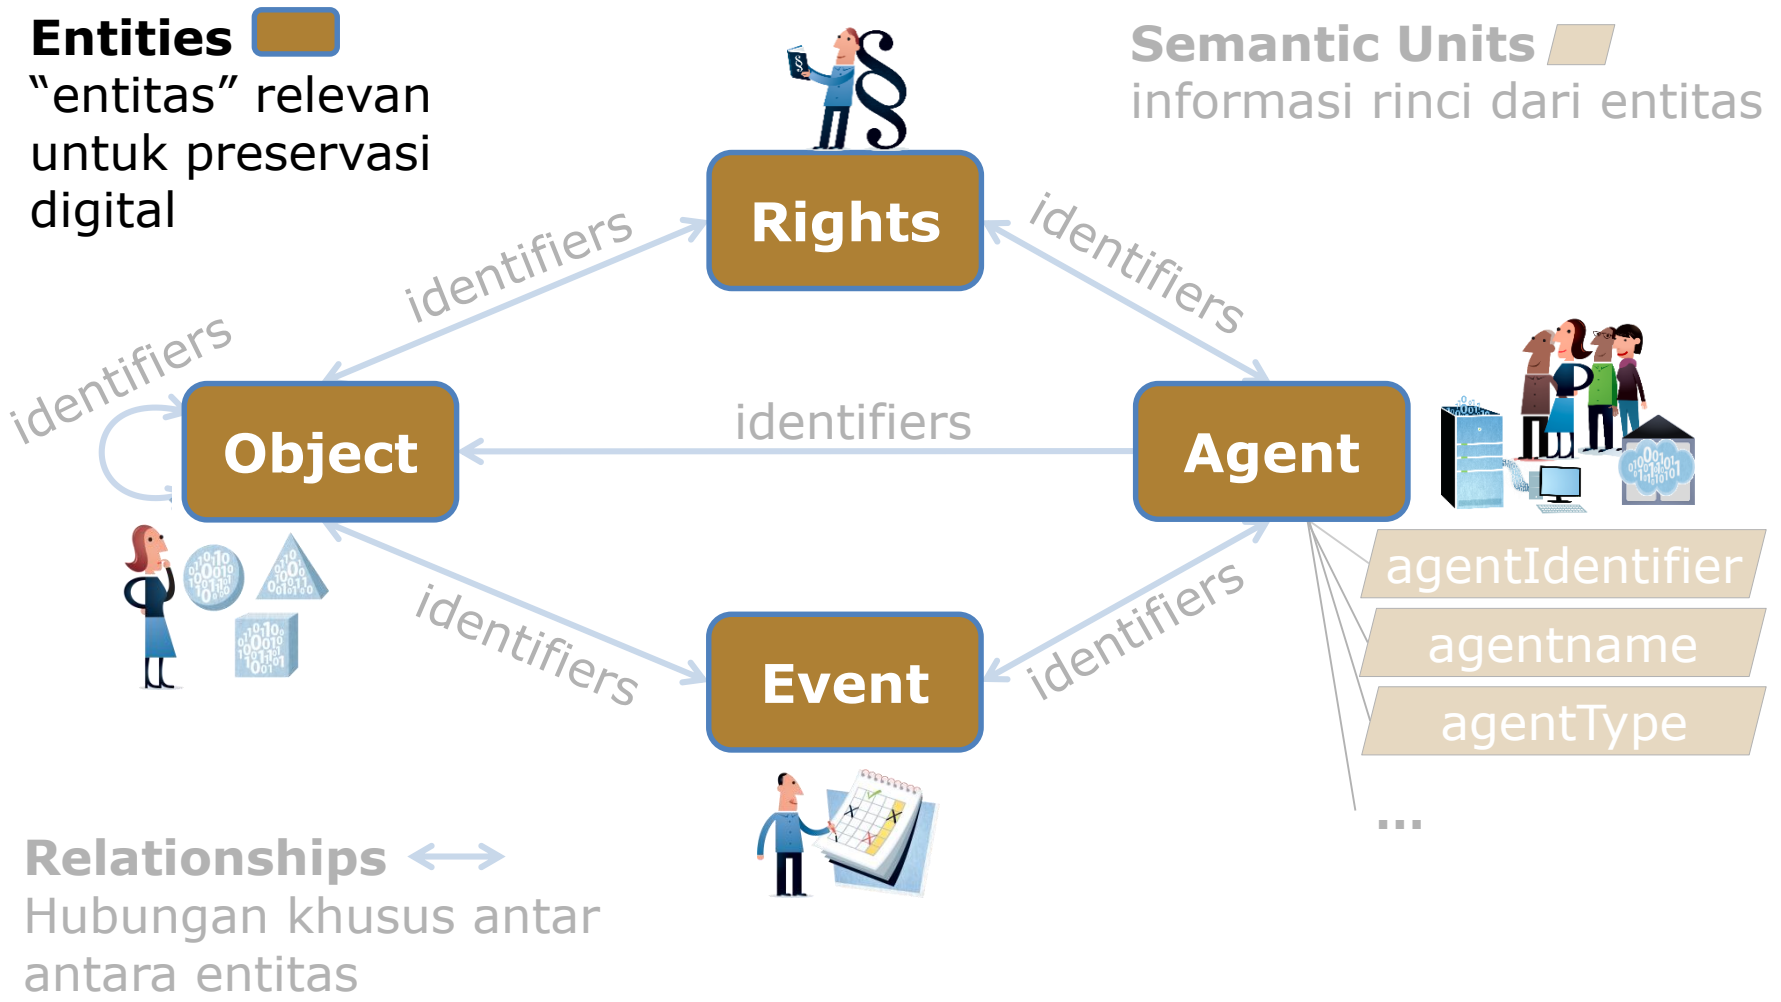 Entities
“entitas” relevan
untuk preservasi
digital
Semantic Units
informasi rinci dari entitas
§
§
Rights
identifiers
identifiers
identifiers
Object
identifiers
Agent
identifiers
identifiers
Event
agentIdentifier
agentname
agentType
...
Relationships
Hubungan khusus antar
antara entitas